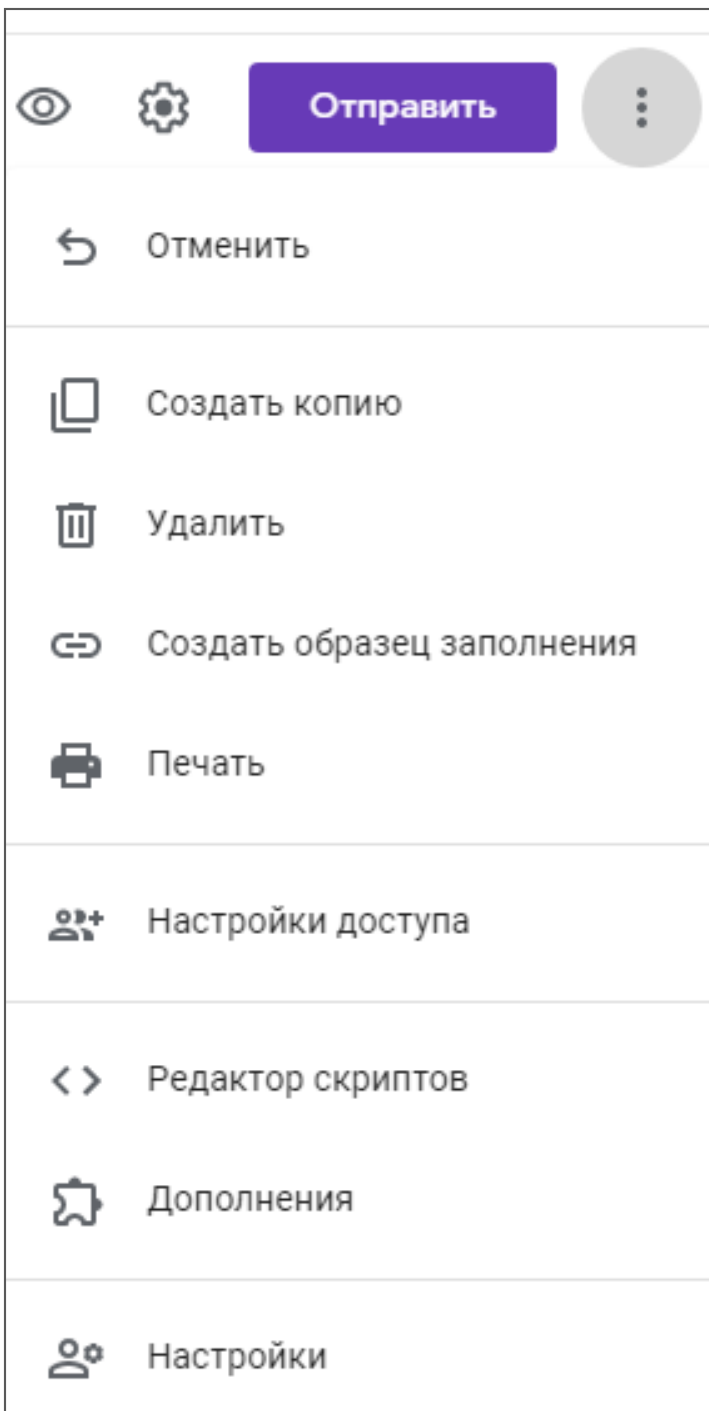 Отправить
Отменить
Создать копию
Удалить
Создать образец заполнения
Печать
Настройки доступа
Редактор скриптов
Дополнения
Настройки